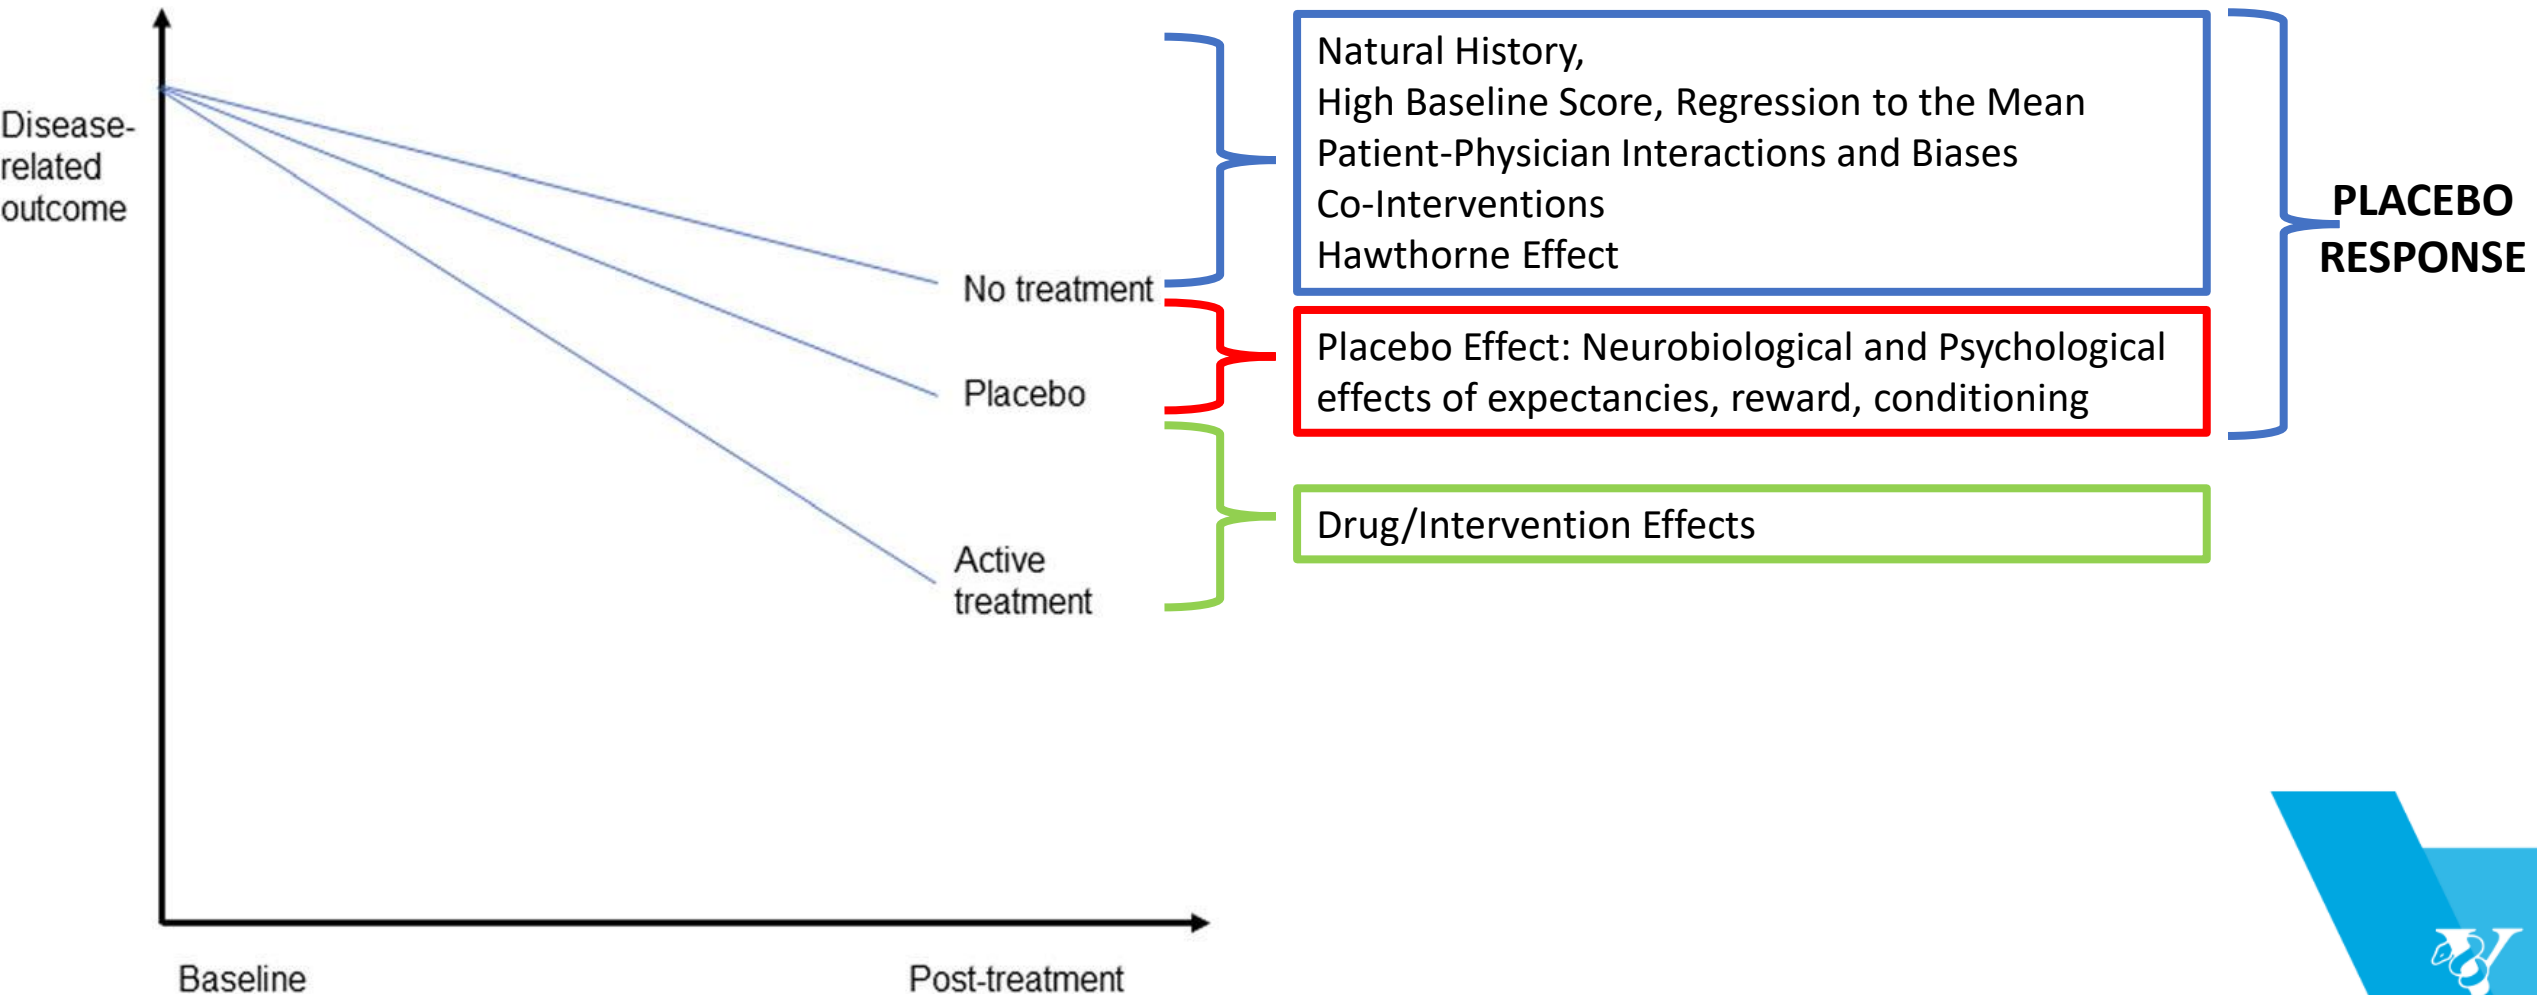 Disease-
related
outcome
No treatment
Placebo
Active
treatment
Baseline
Post-treatment
Natural History,
High Baseline Score, Regression to the Mean
Patient-Physician Interactions and Biases
Co-Interventions
Hawthorne Effect
Placebo Effect: Neurobiological and Psychological
effects of expectancies, reward, conditioning
Drug/Intervention Effects
PLACEBO
RESPONSE